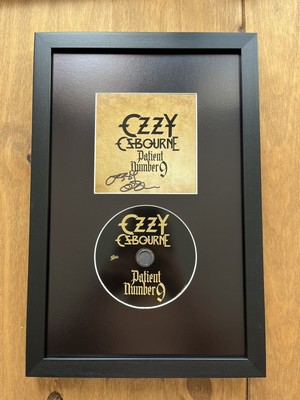 OZZY
OSBOURNE
Patient
Number 9
OZZY
OSBOURNE
Patient
Number 9